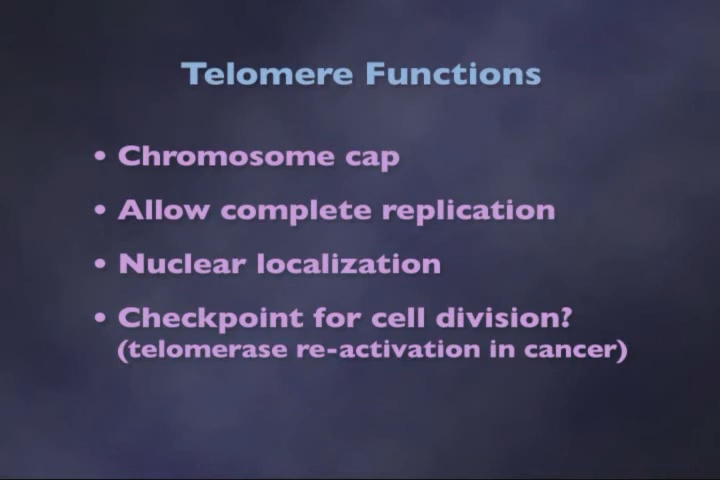 Telomere Functions
• Chromosome cap
• Allow complete replication
• Nuclear localization
• Checkpoint for cell division?
(telomerase re-activation in cancer)